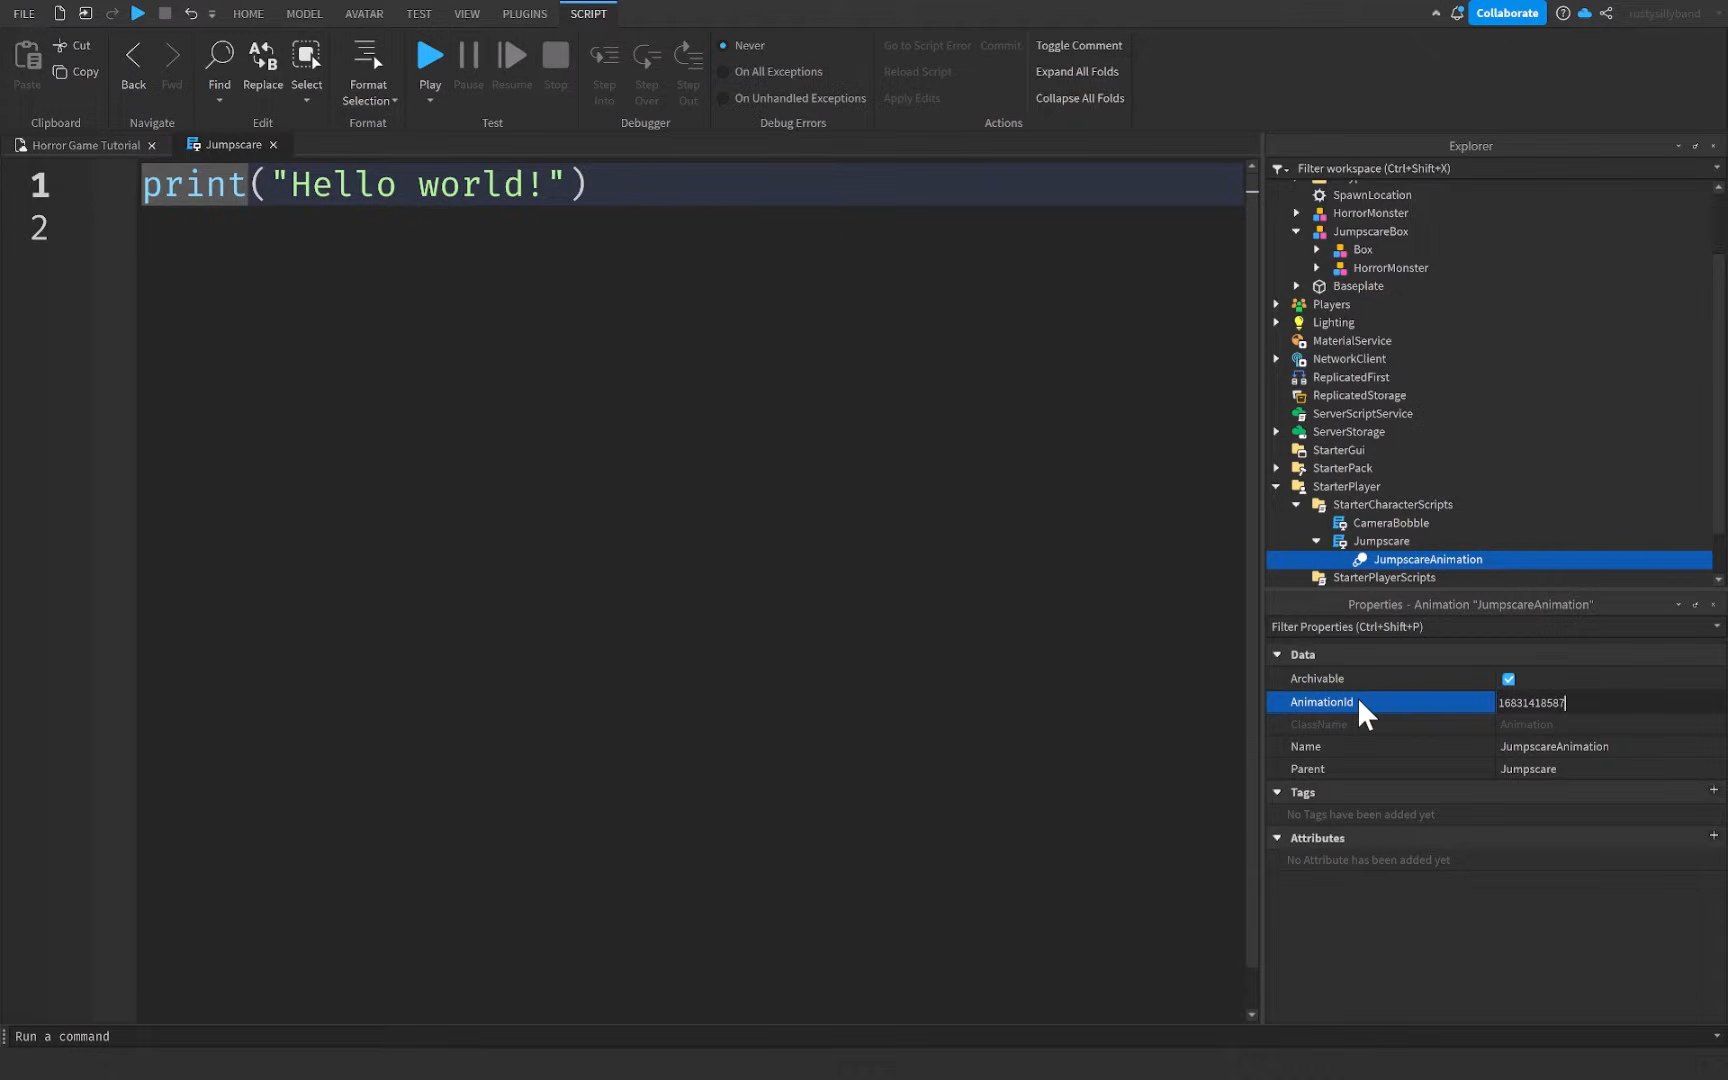 FILE HOME MODEL AVATAR TEST VIEW PLUGINS SCRIPT Collaborate rustysillyband
Paste Cut Copy Clipboard
Back Fwd Navigate
Find Replace Select Edit
Format Selection Format
Play Pause Resume Stop Test
Step Into Step Over Step Out Debugger
Never
On All Exceptions
On Unhandled Exceptions
Debug Errors
Go to Script Error Commit Toggle Comment
Reload Script Expand All Folds
Apply Edits Collapse All Folds
Actions
Horror Game Tutorial × Jumpscare ×
1 print("Hello world!")
2
Explorer
Filter workspace (Ctrl+Shift+X)
SpawnLocation
HorrorMonster
JumpscareBox
Box
HorrorMonster
Baseplate
Players
Lighting
MaterialService
NetworkClient
ReplicatedFirst
ReplicatedStorage
ServerScriptService
ServerStorage
StarterGui
StarterPack
StarterPlayer
StarterCharacterScripts
CameraBobble
Jumpscare
JumpscareAnimation
StarterPlayerScripts
Properties - Animation "JumpscareAnimation"
Filter Properties (Ctrl+Shift+P)
Data
Archivable
AnimationId 16831418587
ClassName Animation
Name JumpscareAnimation
Parent Jumpscare
Tags
No Tags have been added yet
Attributes
No Attribute has been added yet
Run a command